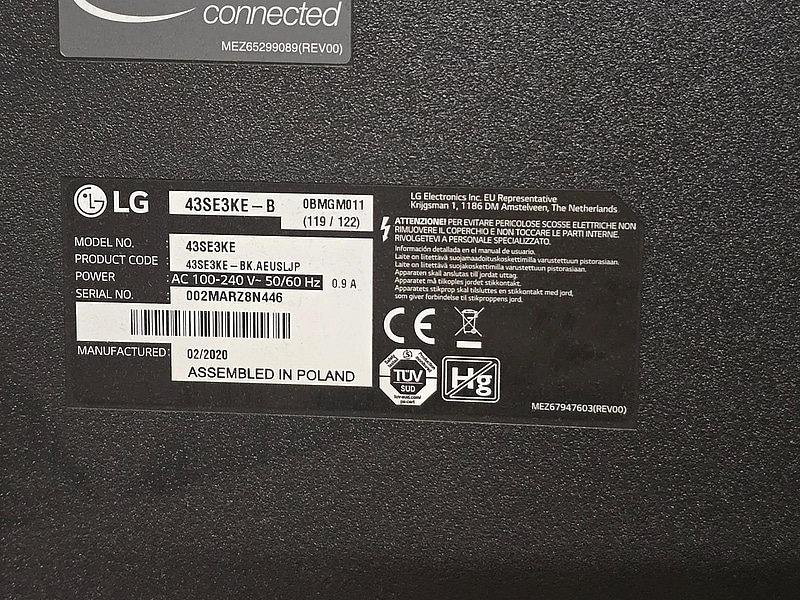 connected
MEZ65299089(REV00)
LG
43SE3KE-B
0BMGM011
(119 / 122)
MODEL NO. : 43SE3KE
PRODUCT CODE : 43SE3KE-BK.AEUSLJP
POWER : AC 100-240 V~ 50/60 Hz 0.9 A
SERIAL NO. : 002MARZ8N446
MANUFACTURED : 02/2020
ASSEMBLED IN POLAND
LG Electronics Inc. EU Representative
Krijgsman 1, 1186 DM Amstelveen, The Netherlands
ATTENZIONE! PER EVITARE PERICOLOSE SCOSSE ELETTRICHE NON
RIMUOVERE IL COPERCHIO E NON TOCCARE LE PARTI INTERNE
RIVOLGETEVI A PERSONALE SPECIALIZZATO.
Información detallada en el manual de usuario.
Laite on liitettävä suojamaadoituskoskettimilla varustettuun pistorasiaan.
Laite on liitettävä suojakoskettimilla varustettuun pistorasiaan.
Apparaten skall anslutas till jordat uttag.
Apparatet må tilkoples jordet stikkontakt.
Apparatets stikprop skal tilsluttes en stikkontakt med jord,
som giver forbindelse til stikproppens jord.
CE
TÜV
SÜD
Hg
MEZ67947603(REV00)